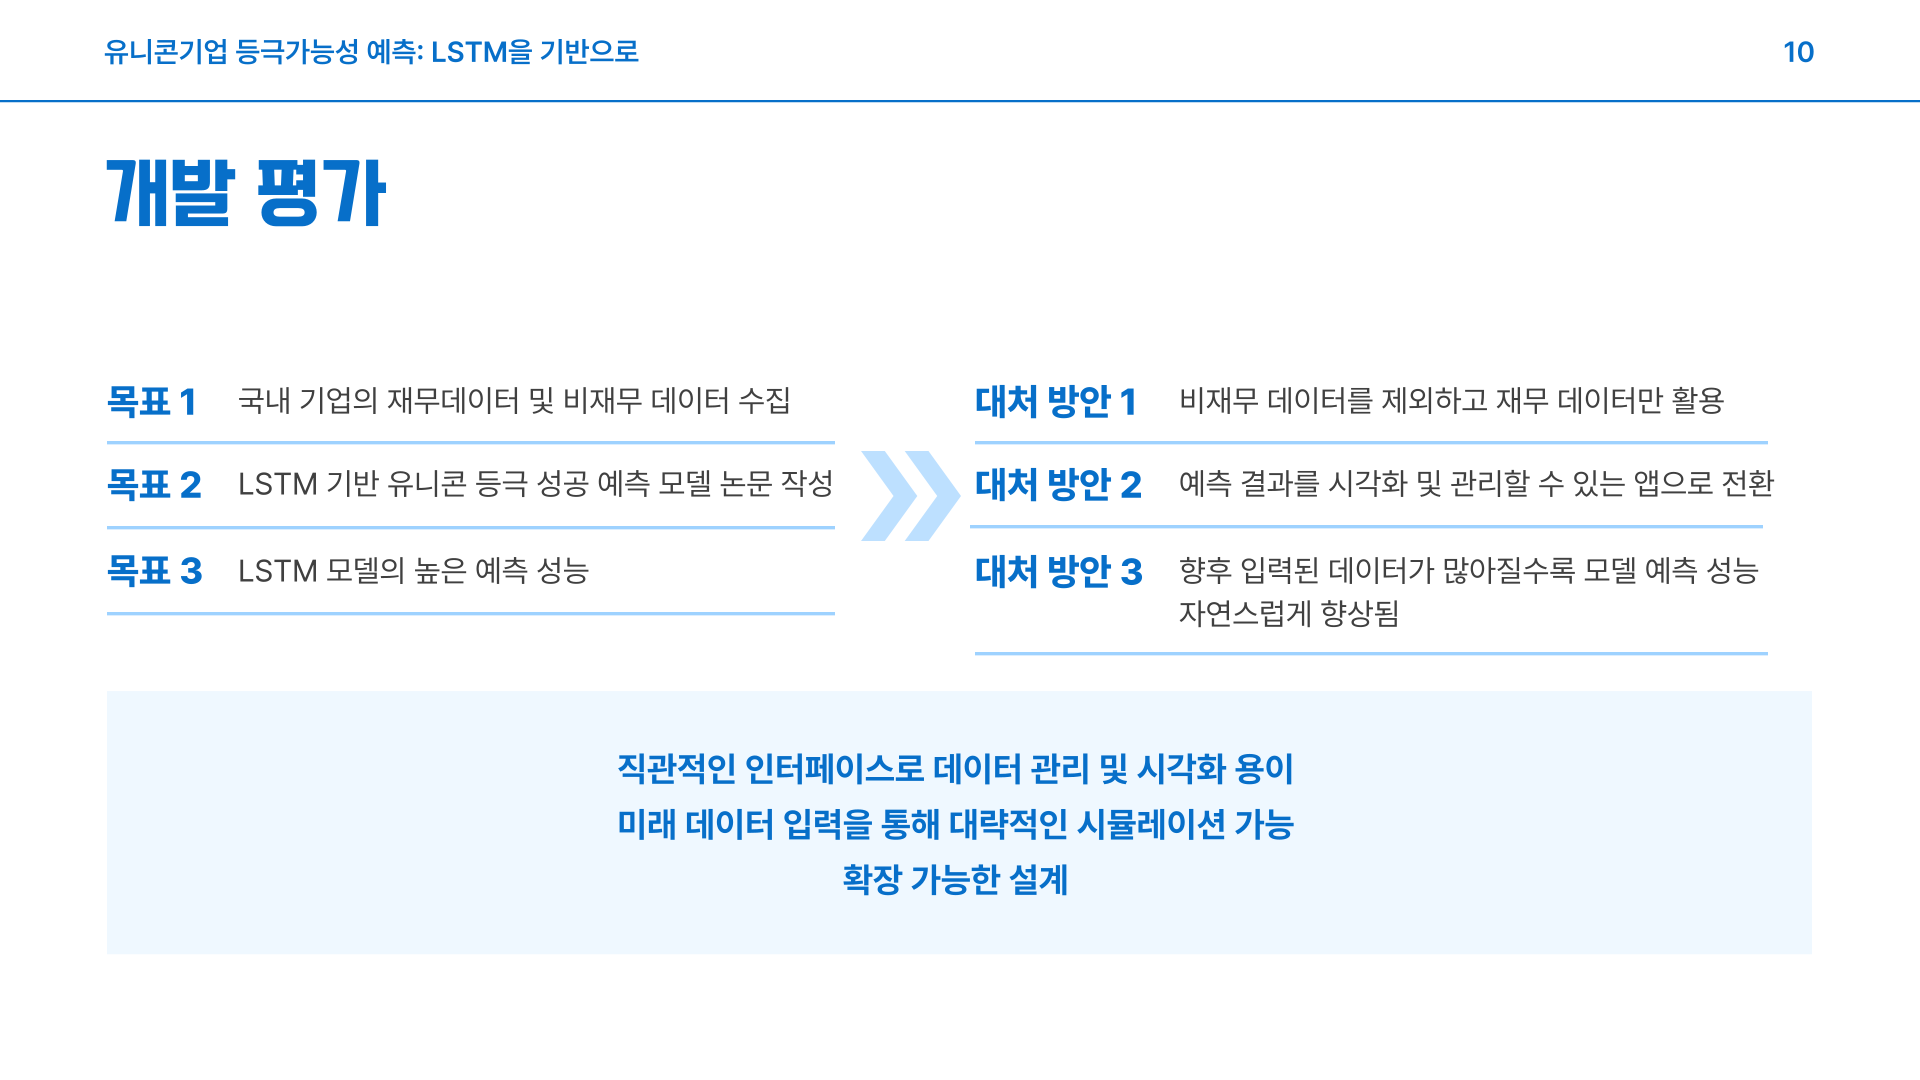 유니콘기업 등극가능성 예측: LSTM을 기반으로
10
개발 평가
목표 1 국내 기업의 재무데이터 및 비재무 데이터 수집
목표 2 LSTM 기반 유니콘 등극 성공 예측 모델 논문 작성
목표 3 LSTM 모델의 높은 예측 성능
대처 방안 1 비재무 데이터를 제외하고 재무 데이터만 활용
대처 방안 2 예측 결과를 시각화 및 관리할 수 있는 앱으로 전환
대처 방안 3 향후 입력된 데이터가 많아질수록 모델 예측 성능
자연스럽게 향상됨
직관적인 인터페이스로 데이터 관리 및 시각화 용이
미래 데이터 입력을 통해 대략적인 시뮬레이션 가능
확장 가능한 설계